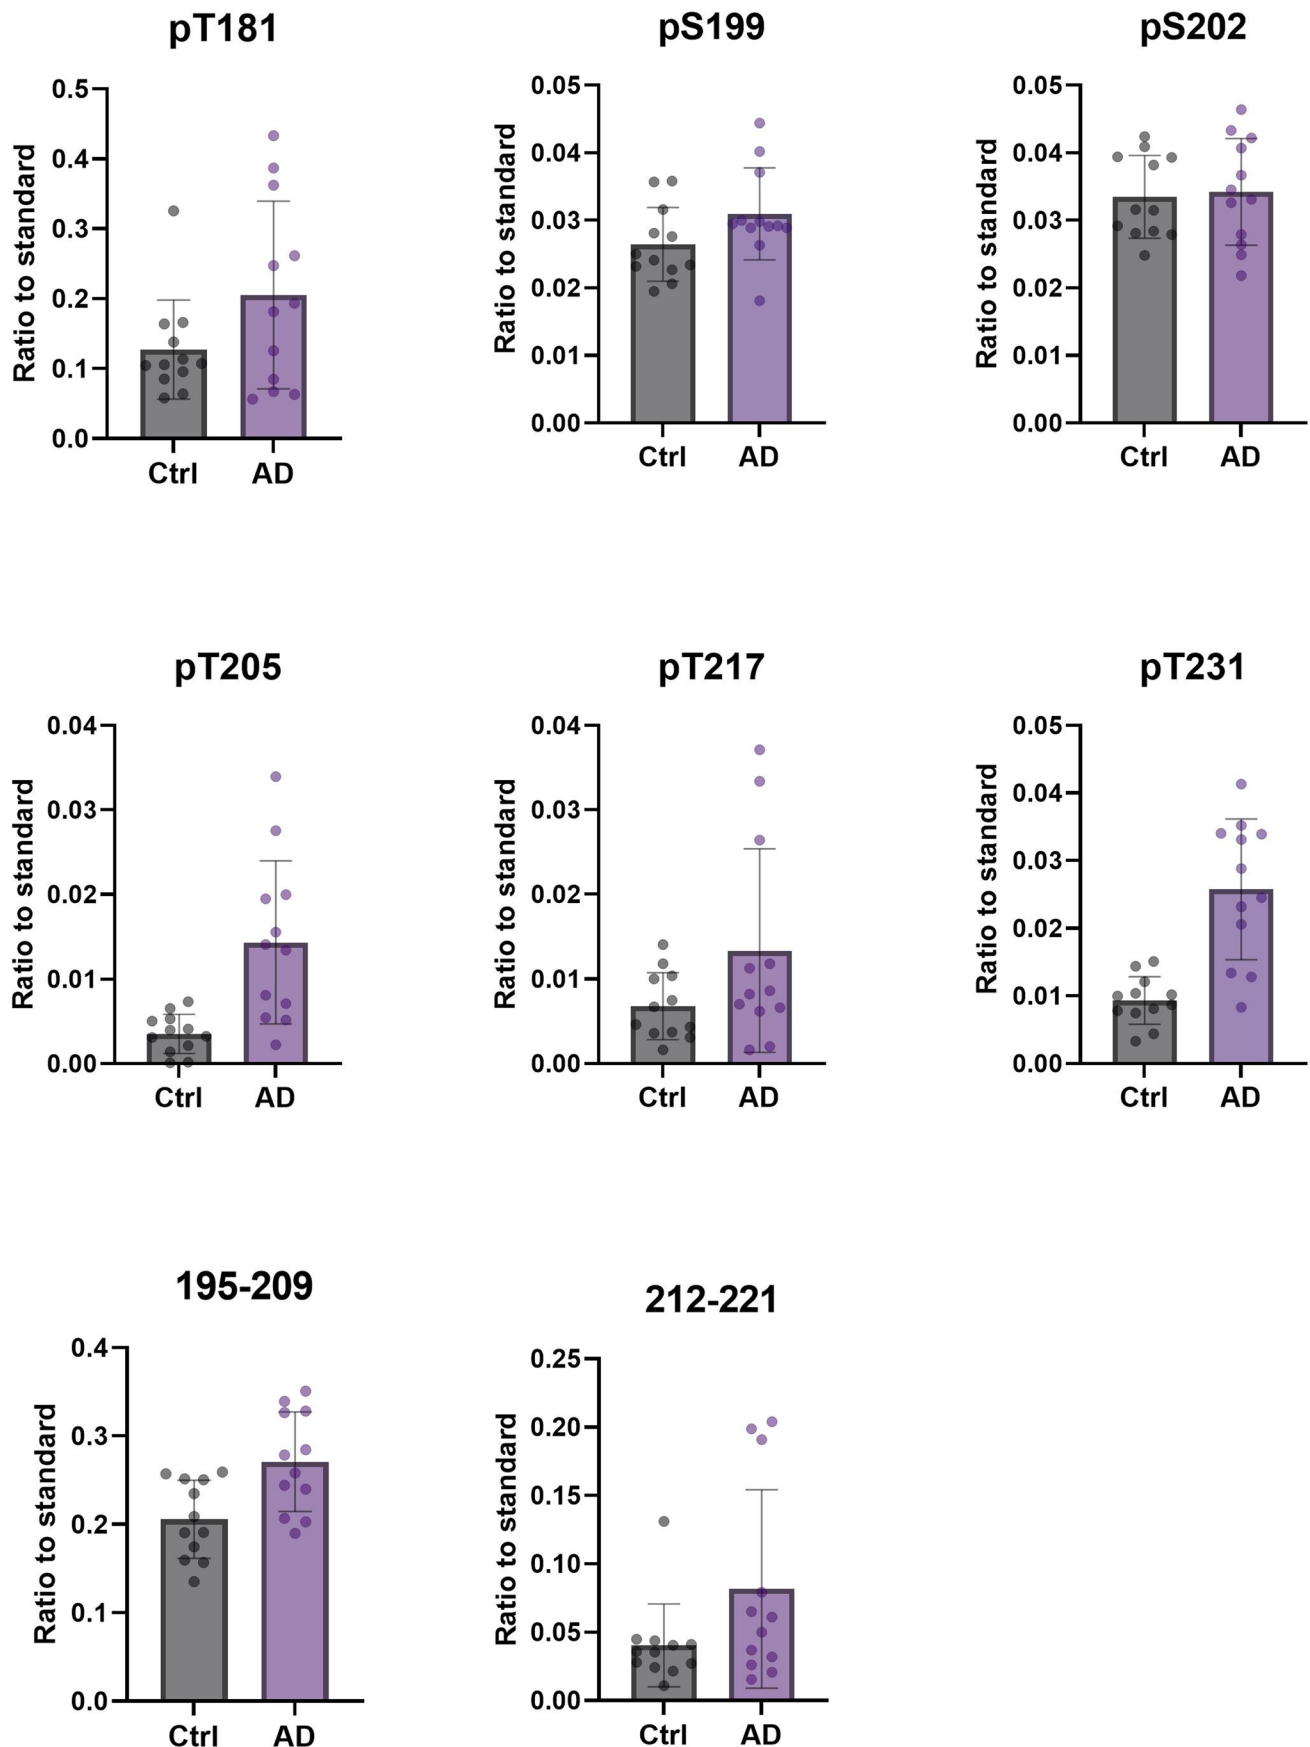 pT181
pS199
pS202
Ratio to standard
0.5
0.4
0.3
0.2
0.1
0.0
Ctrl
AD
Ratio to standard
0.05
0.04
0.03
0.02
0.01
0.00
Ctrl
AD
Ratio to standard
0.05
0.04
0.03
0.02
0.01
0.00
Ctrl
AD
pT205
pT217
pT231
Ratio to standard
0.04
0.03
0.02
0.01
0.00
Ctrl
AD
Ratio to standard
0.04
0.03
0.02
0.01
0.00
Ctrl
AD
Ratio to standard
0.05
0.04
0.03
0.02
0.01
0.00
Ctrl
AD
195-209
212-221
Ratio to standard
0.4
0.3
0.2
0.1
0.0
Ctrl
AD
Ratio to standard
0.25
0.20
0.15
0.10
0.05
0.00
Ctrl
AD